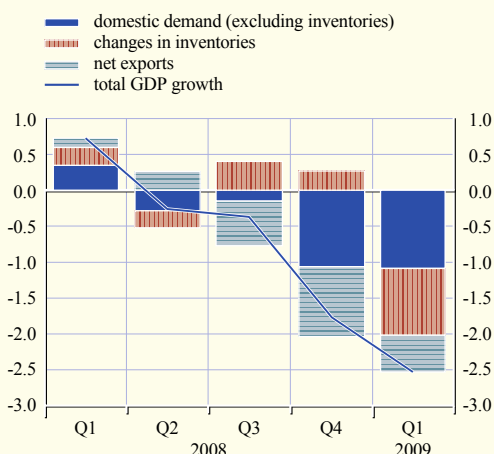 domestic demand (excluding inventories)
changes in inventories
net exports
total GDP growth
1.0 1.0
0.5 0.5
0.0 0.0
-0.5 -0.5
-1.0 -1.0
-1.5 -1.5
-2.0 -2.0
-2.5 -2.5
-3.0 -3.0
Q1 Q2 Q3 Q4 Q1
2008 2009